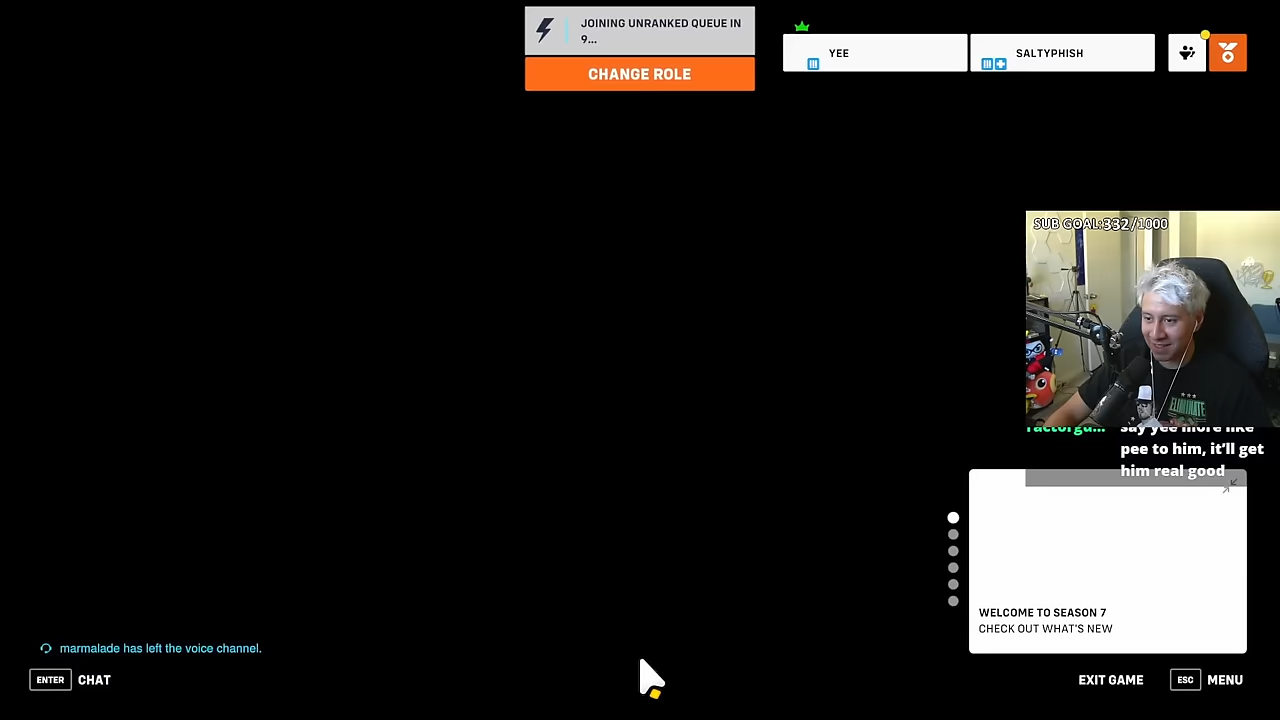 JOINING UNRANKED QUEUE IN
9...
CHANGE ROLE
YEE
SALTYPHISH
SUB GOAL:332/1000
ELIMINATE
say yee more like
pee to him, it'll get
him real good
WELCOME TO SEASON 7
CHECK OUT WHAT'S NEW
marmalade has left the voice channel.
ENTER CHAT
EXIT GAME
ESC MENU